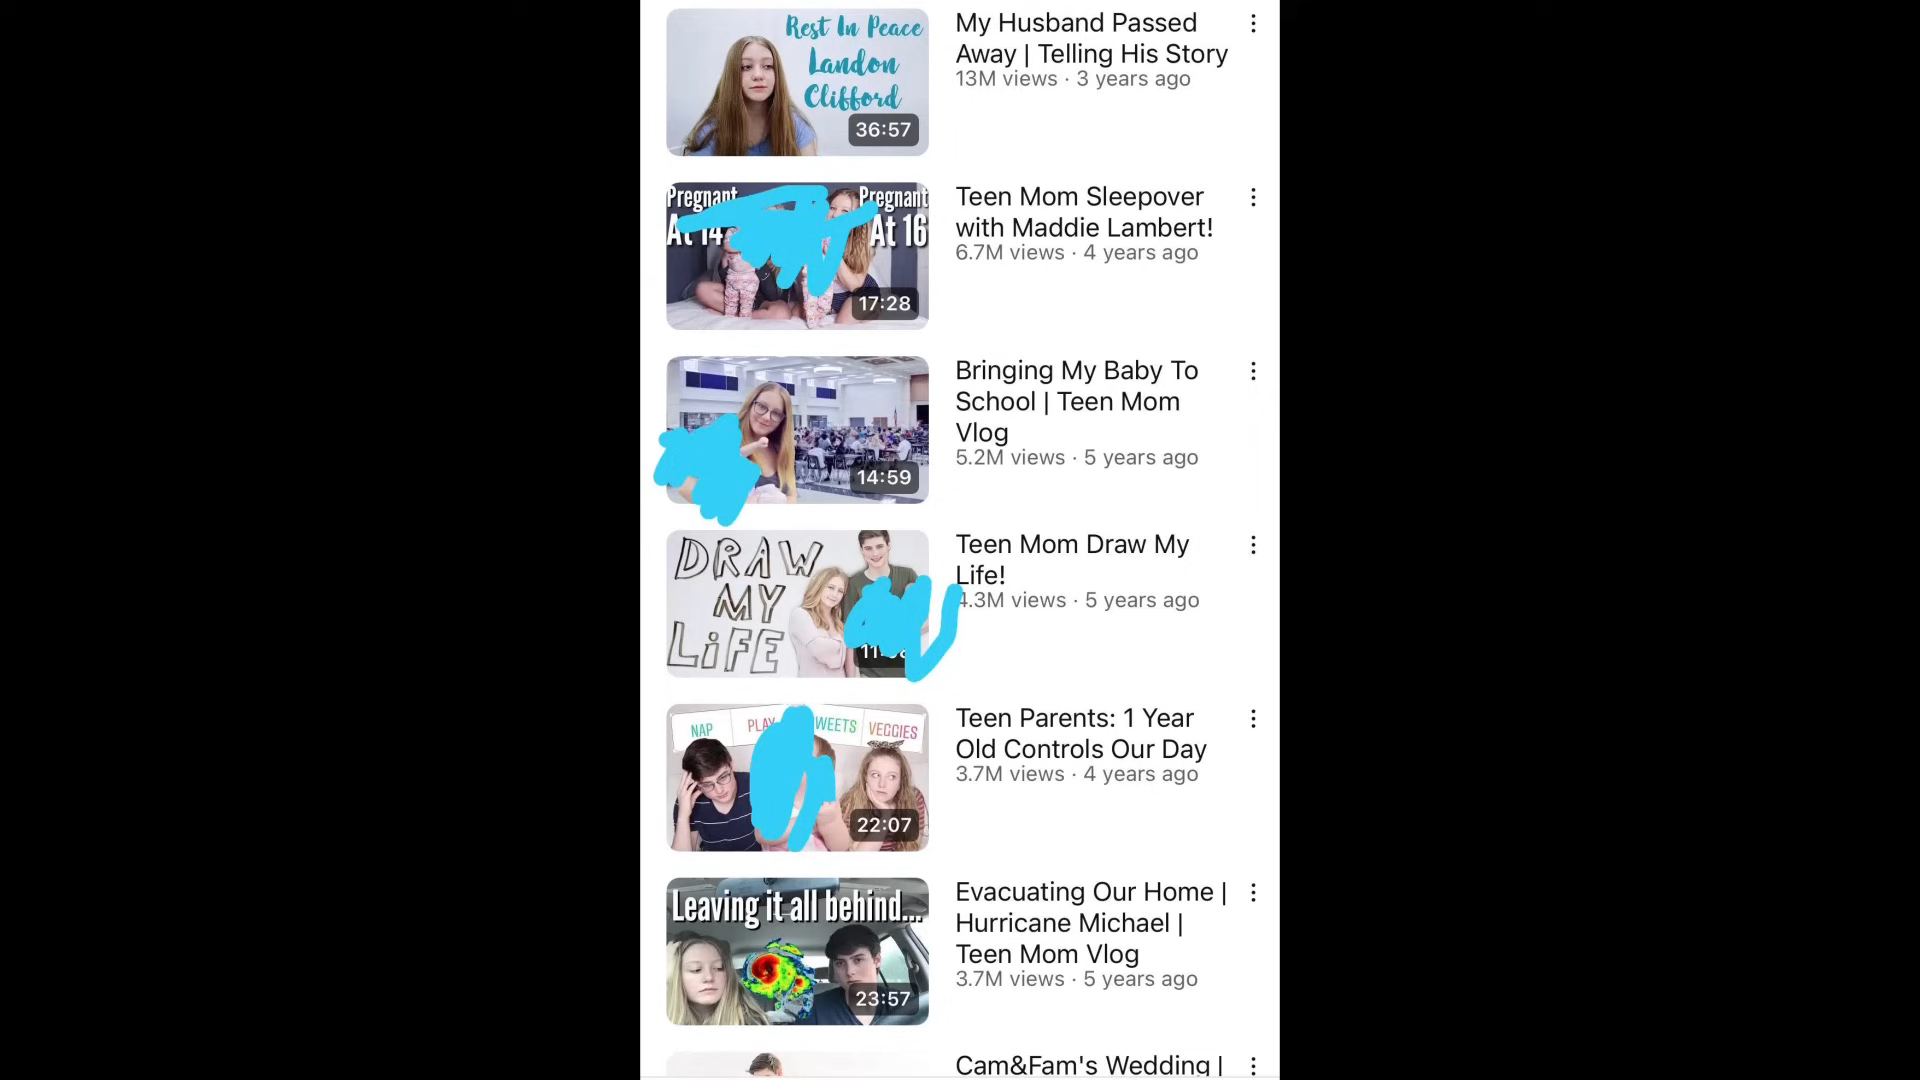 Rest In Peace
Landon
Clifford
36:57
My Husband Passed
Away | Telling His Story
13M views · 3 years ago
Pregnant
At 14
Pregnant
At 16
17:28
Teen Mom Sleepover
with Maddie Lambert!
6.7M views · 4 years ago
14:59
Bringing My Baby To
School | Teen Mom
Vlog
5.2M views · 5 years ago
DRAW
MY
LiFE
Teen Mom Draw My
Life!
4.3M views · 5 years ago
NAP
PLAY
VEGGIES
22:07
Teen Parents: 1 Year
Old Controls Our Day
3.7M views · 4 years ago
Leaving it all behind...
23:57
Evacuating Our Home |
Hurricane Michael |
Teen Mom Vlog
3.7M views · 5 years ago
Cam&Fam's Wedding |